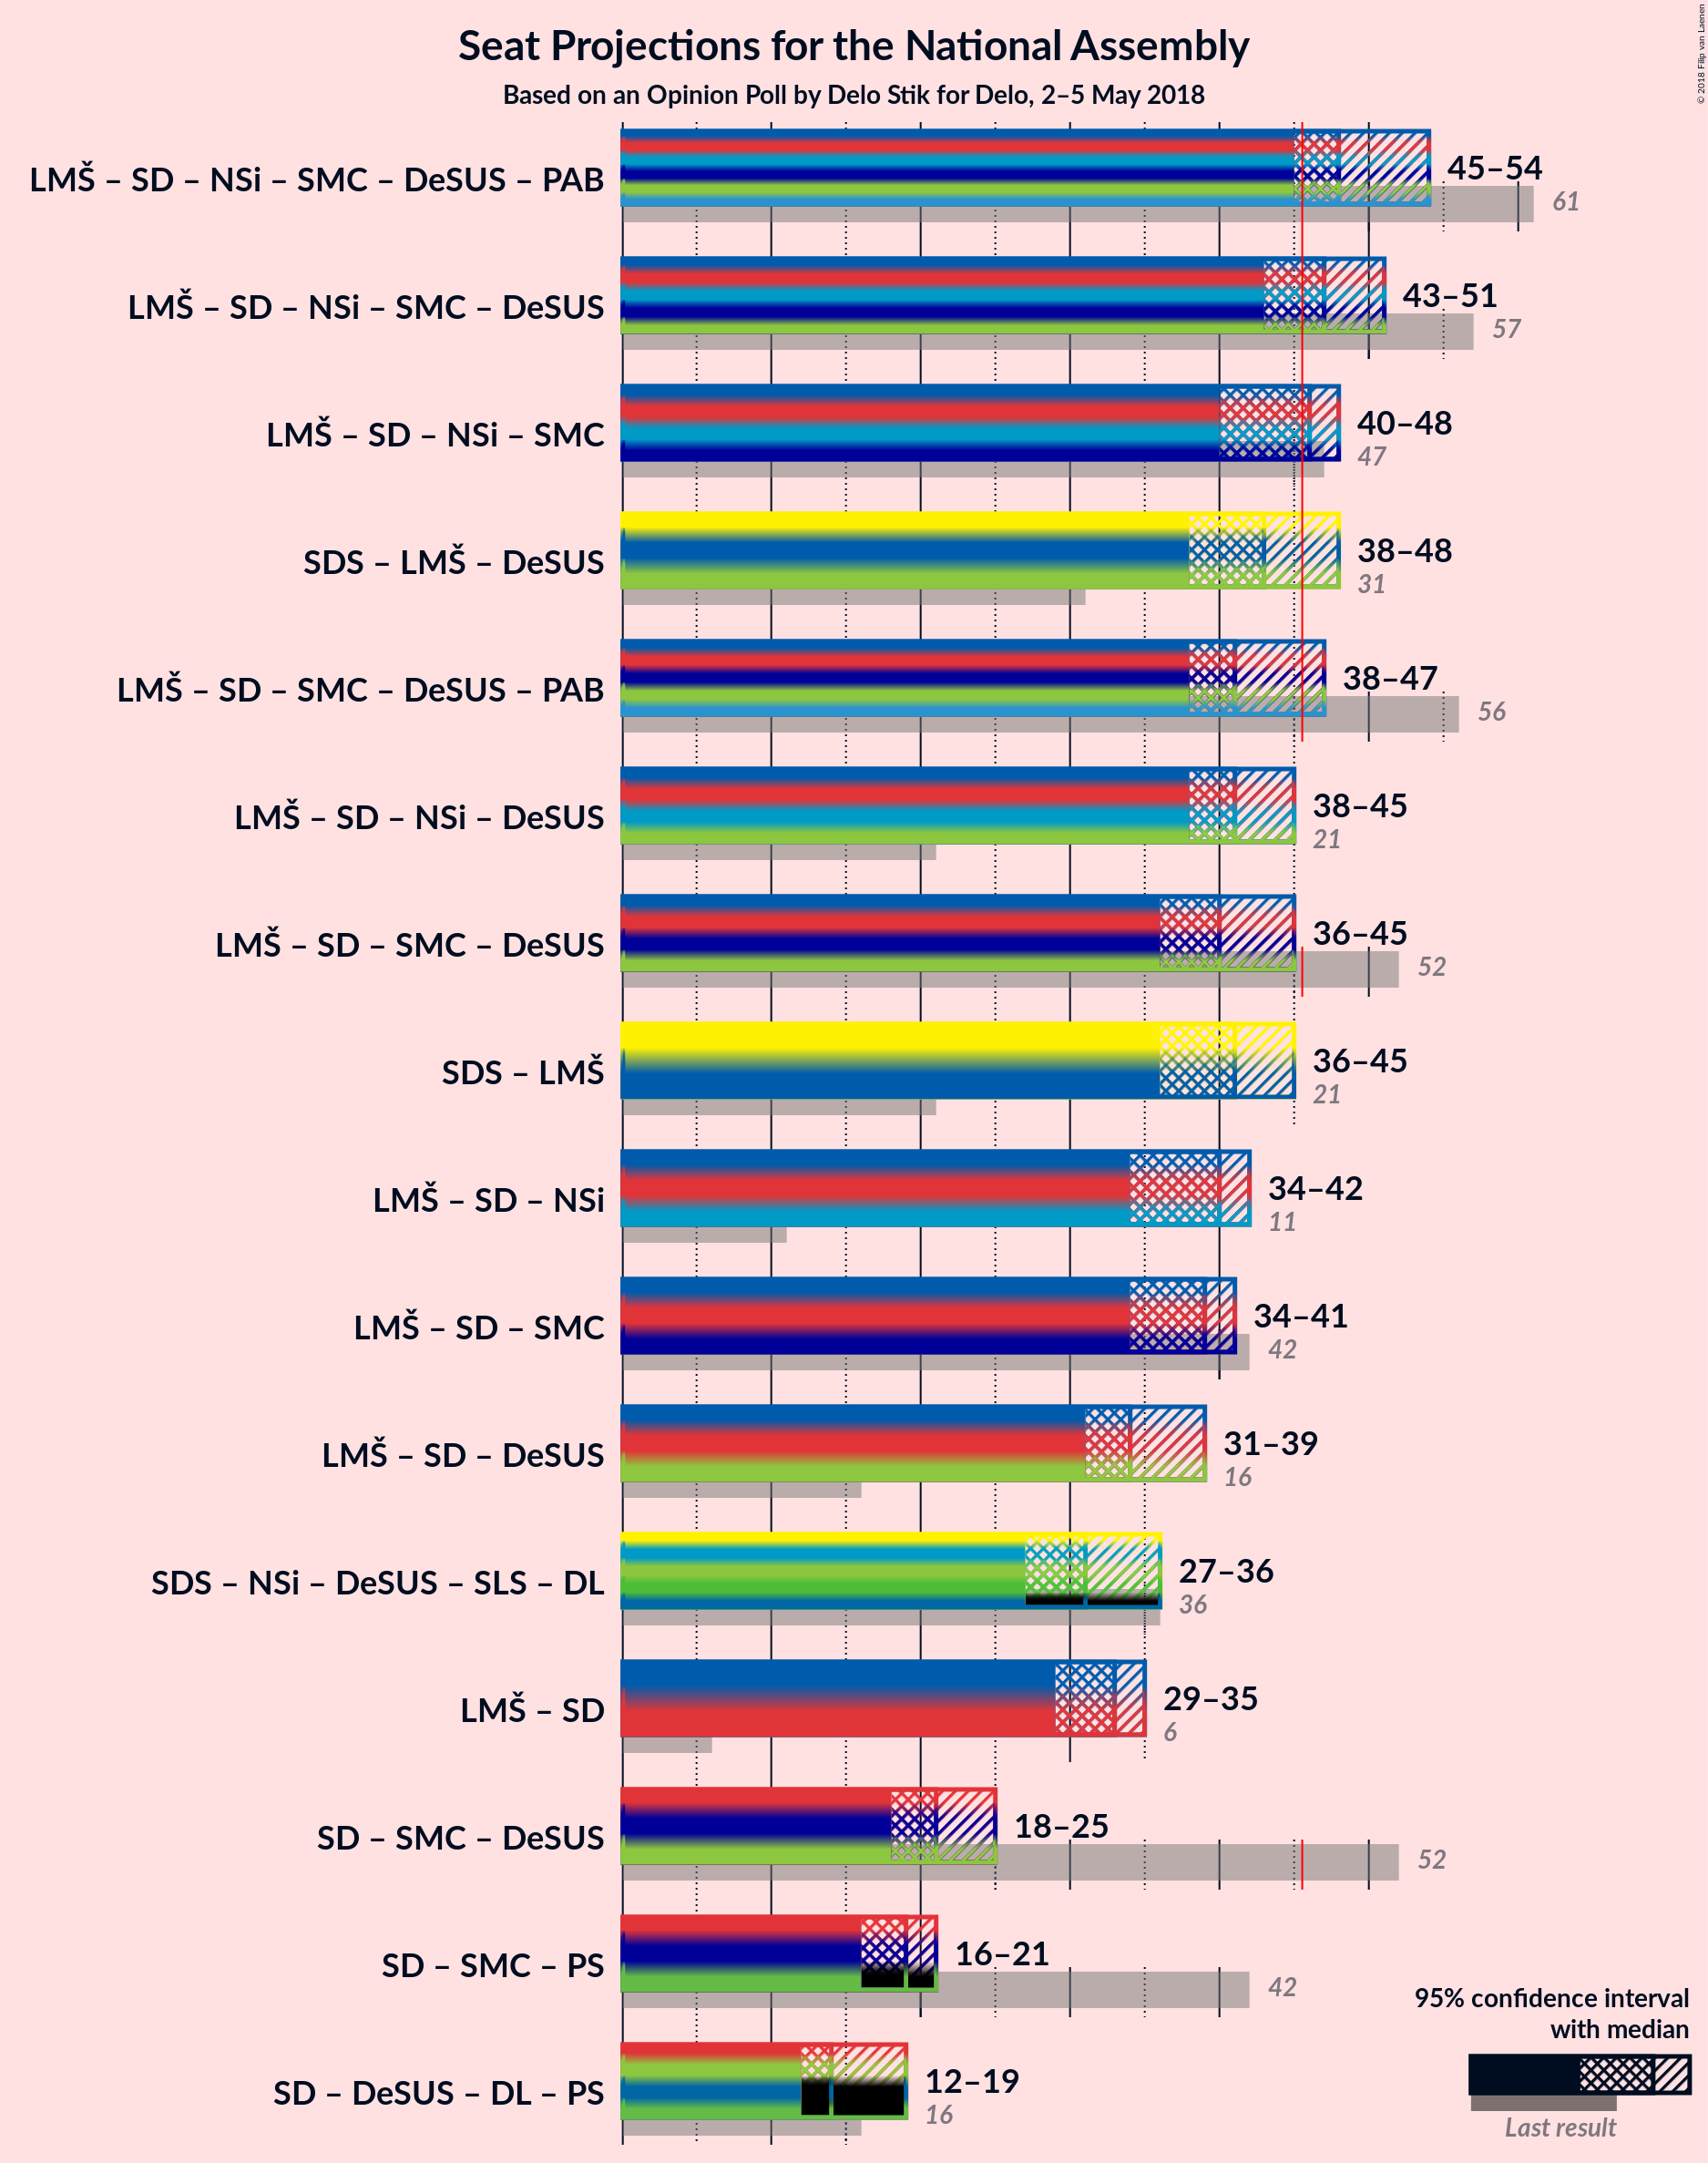 Seat Projections for the National Assembly
Based on an Opinion Poll by Delo Stik for Delo, 2–5 May 2018
© 2018 Filip van Laenen
LMŠ – SD – NSi – SMC – DeSUS – PAB
45–54
61
LMŠ – SD – NSi – SMC – DeSUS
43–51
57
LMŠ – SD – NSi – SMC
40–48
47
SDS – LMŠ – DeSUS
38–48
31
LMŠ – SD – SMC – DeSUS – PAB
38–47
56
LMŠ – SD – NSi – DeSUS
38–45
21
LMŠ – SD – SMC – DeSUS
36–45
52
SDS – LMŠ
36–45
21
LMŠ – SD – NSi
34–42
11
LMŠ – SD – SMC
34–41
42
LMŠ – SD – DeSUS
31–39
16
SDS – NSi – DeSUS – SLS – DL
27–36
36
LMŠ – SD
29–35
6
SD – SMC – DeSUS
18–25
52
SD – SMC – PS
16–21
42
SD – DeSUS – DL – PS
12–19
16
95% confidence interval
with median
Last result